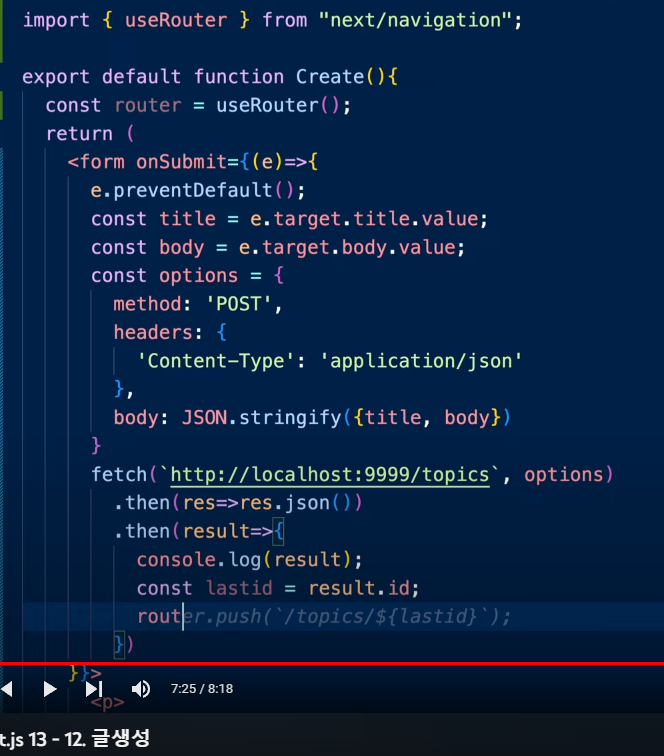 import { useRouter } from "next/navigation";
export default function Create(){
const router = useRouter();
return (
<form onSubmit={(e)=>{
e.preventDefault();
const title = e.target.title.value;
const body = e.target.body.value;
const options = {
method: 'POST',
headers: {
'Content-Type': 'application/json'
},
body: JSON.stringify({title, body})
}
fetch(`http://localhost:9999/topics`, options)
.then(res=>res.json())
.then(result=>{
console.log(result);
const lastid = result.id;
router.push(`/topics/${lastid}`);
})
}}>
<p>
7:25 / 8:18
t.js 13 - 12. 글생성